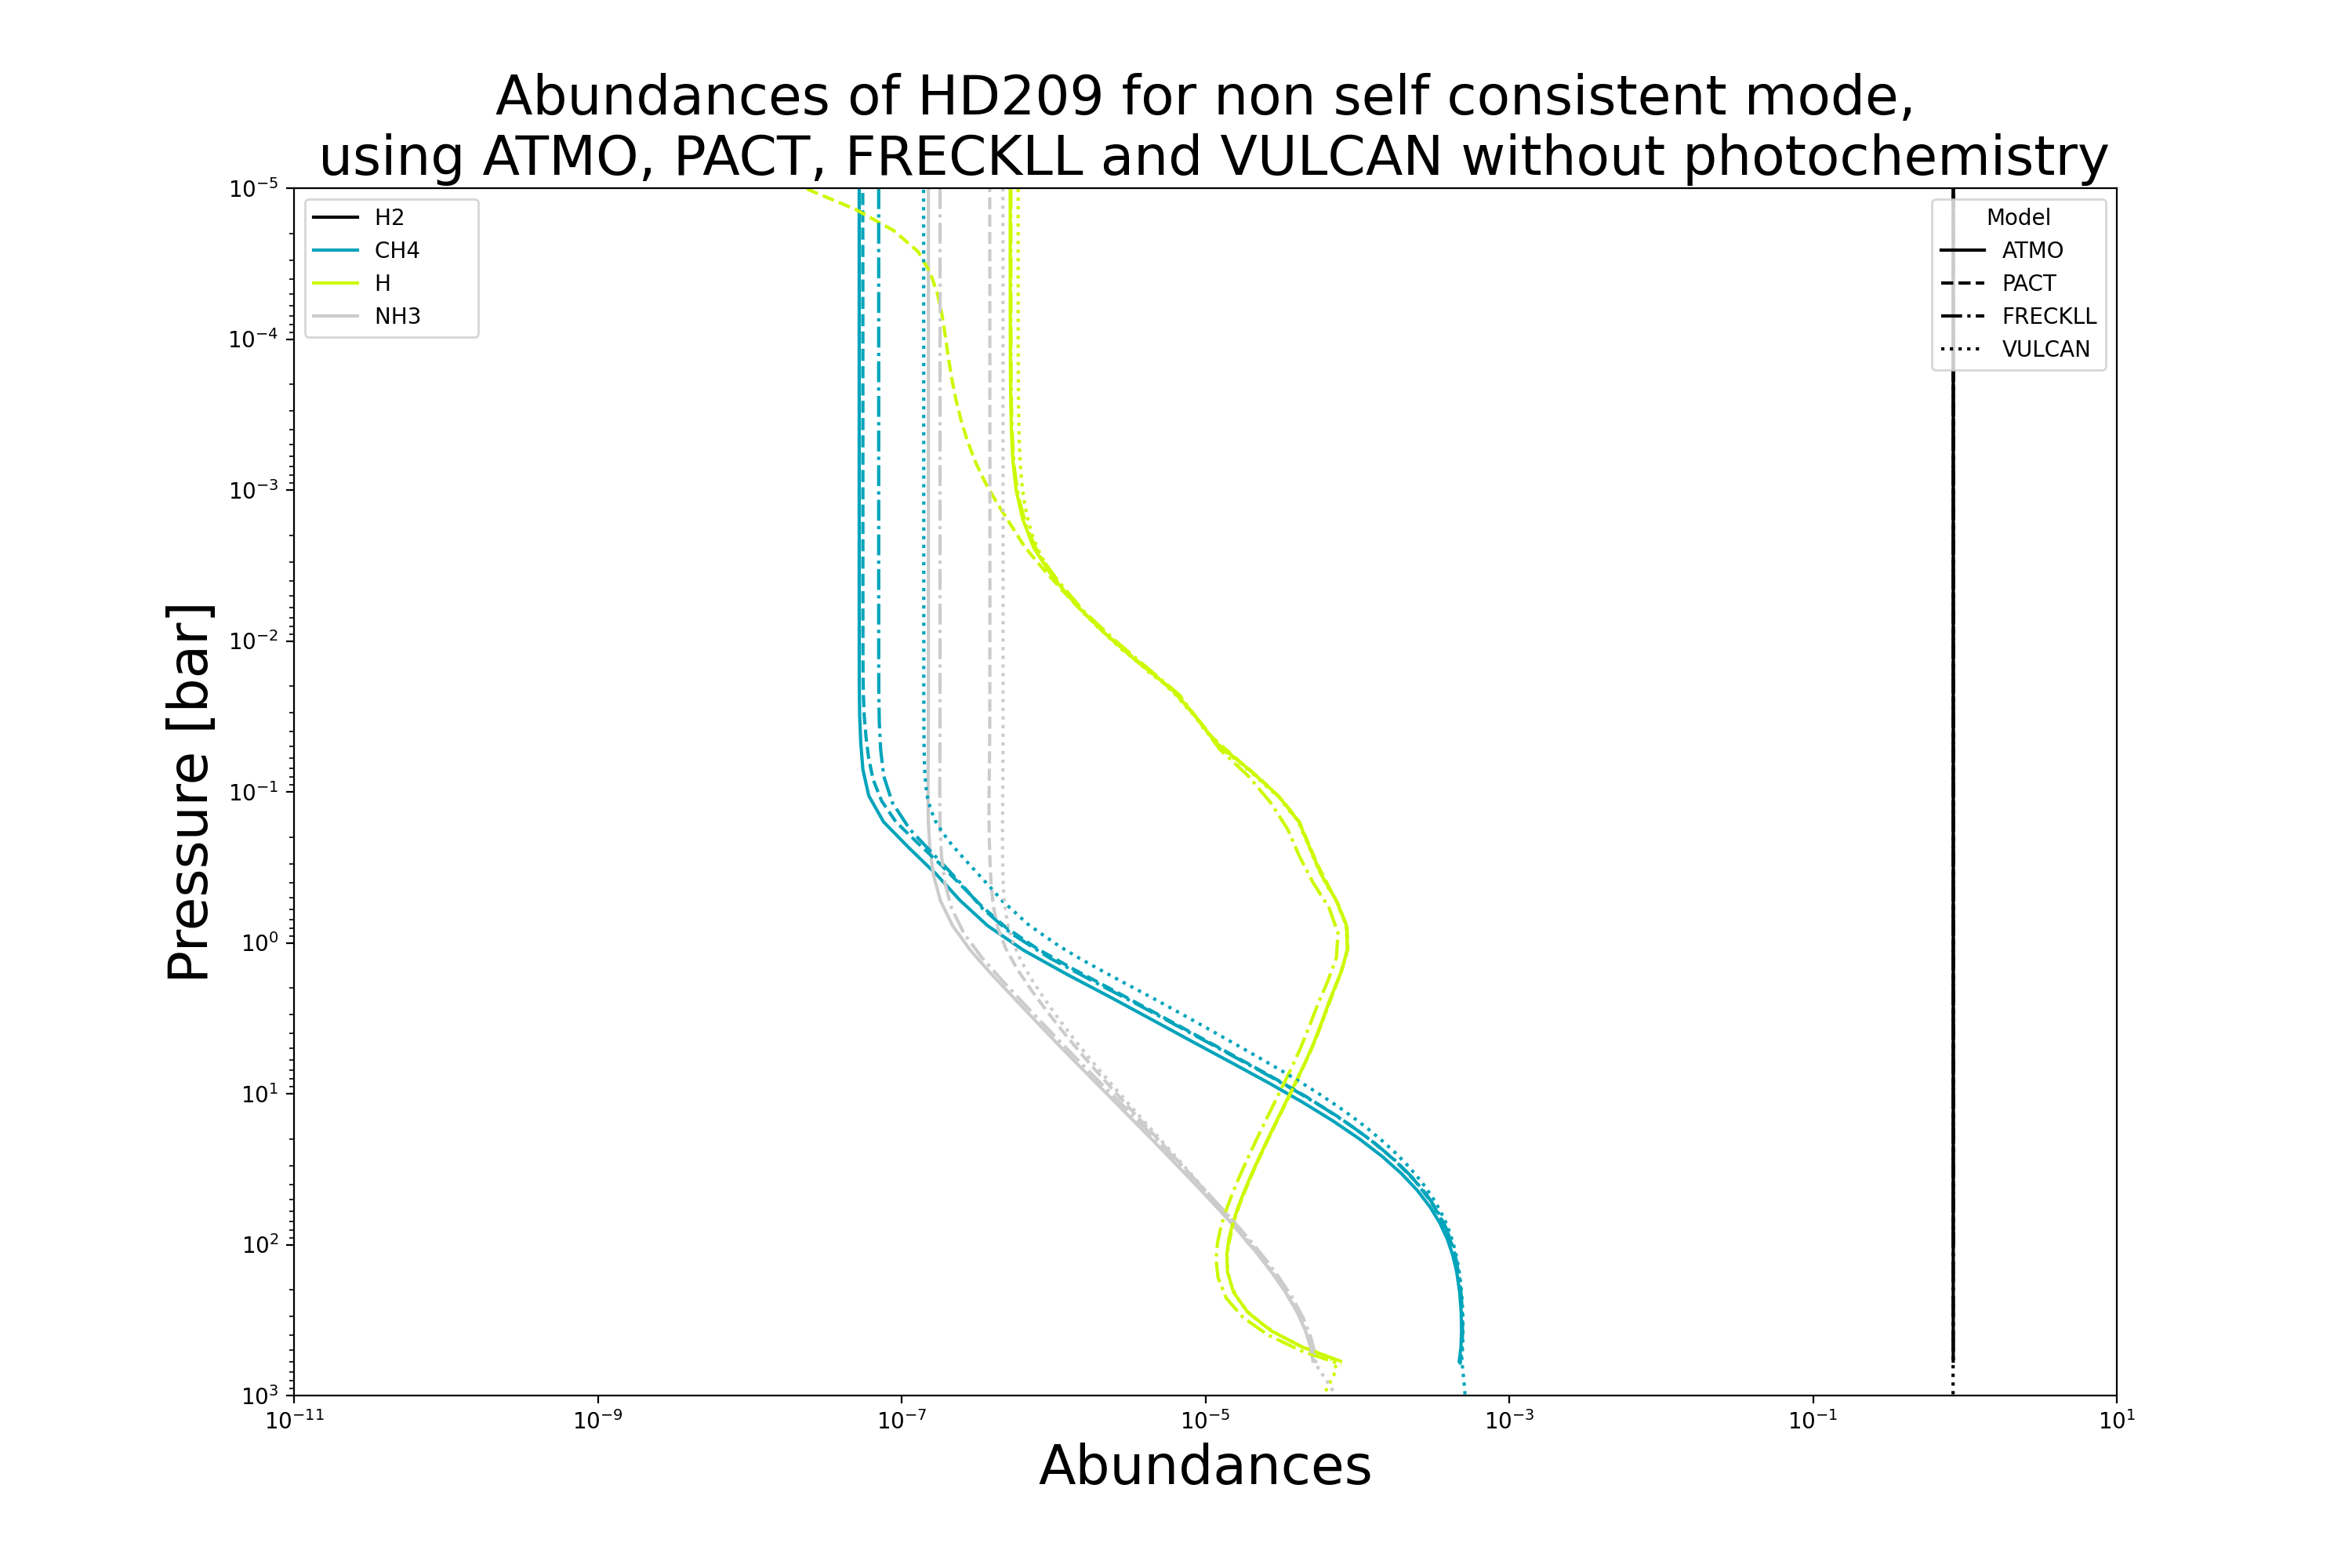 Abundances of HD209 for non self consistent mode,
using ATMO, PACT, FRECKLL and VULCAN without photochemistry
H2
CH4
H
NH3
Model
ATMO
PACT
FRECKLL
VULCAN
Pressure [bar]
10⁻⁵
10⁻⁴
10⁻³
10⁻²
10⁻¹
10⁰
10¹
10²
10³
10⁻¹¹
10⁻⁹
10⁻⁷
10⁻⁵
10⁻³
10⁻¹
10¹
Abundances